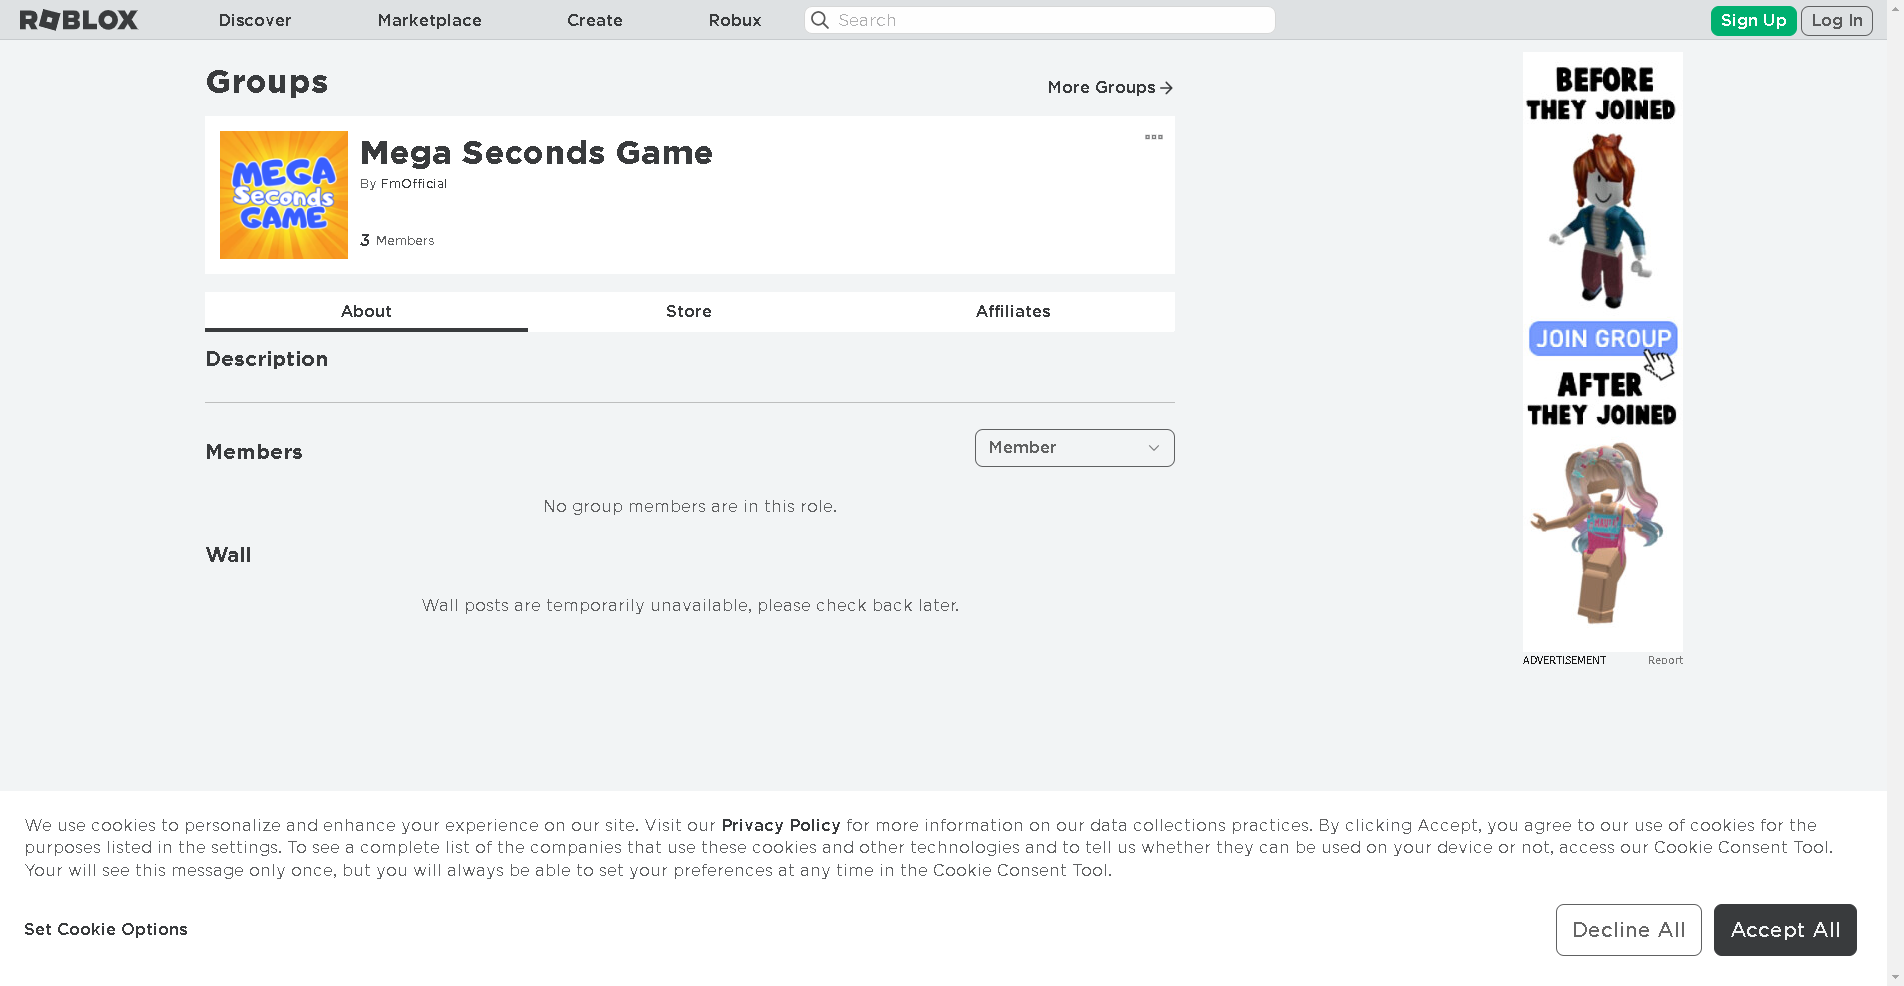 ROBLOX
Discover
Marketplace
Create
Robux
Search
Sign Up
Log In
Groups
More Groups
MEGA
Seconds
GAME
Mega Seconds Game
By FmOfficial
3 Members
About
Store
Affiliates
Description
Members
Member
No group members are in this role.
Wall
Wall posts are temporarily unavailable, please check back later.
BEFORE
THEY JOINED
JOIN GROUP
AFTER
THEY JOINED
ADVERTISEMENT
Report
We use cookies to personalize and enhance your experience on our site. Visit our Privacy Policy for more information on our data collections practices. By clicking Accept, you agree to our use of cookies for the
purposes listed in the settings. To see a complete list of the companies that use these cookies and other technologies and to tell us whether they can be used on your device or not, access our Cookie Consent Tool.
Your will see this message only once, but you will always be able to set your preferences at any time in the Cookie Consent Tool.
Set Cookie Options
Decline All
Accept All